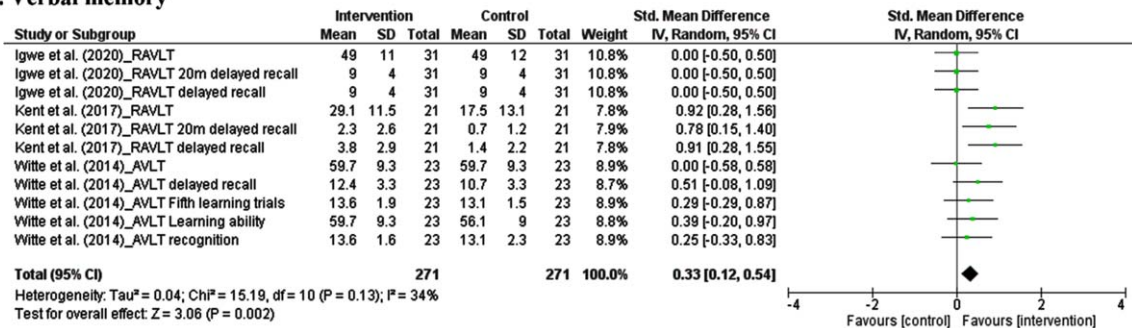 . Verbal memory
Intervention Control Std. Mean Difference Std. Mean Difference
Study or Subgroup Mean SD Total Mean SD Total Weight IV, Random, 95% CI IV, Random, 95% CI
Igwe et al. (2020)_RAVLT 49 11 31 49 12 31 10.8% 0.00 [-0.50, 0.50]
Igwe et al. (2020)_RAVLT 20m delayed recall 9 4 31 9 4 31 10.8% 0.00 [-0.50, 0.50]
Igwe et al. (2020)_RAVLT delayed recall 9 4 31 9 4 31 10.8% 0.00 [-0.50, 0.50]
Kent et al. (2017)_RAVLT 29.1 11.5 21 17.5 13.1 21 7.8% 0.92 [0.28, 1.56]
Kent et al. (2017)_RAVLT 20m delayed recall 2.3 2.6 21 0.7 1.2 21 7.9% 0.78 [0.15, 1.40]
Kent et al. (2017)_RAVLT delayed recall 3.8 2.9 21 1.4 2.2 21 7.8% 0.91 [0.28, 1.55]
Witte et al. (2014)_AVLT 59.7 9.3 23 59.7 9.3 23 8.9% 0.00 [-0.58, 0.58]
Witte et al. (2014)_AVLT delayed recall 12.4 3.3 23 10.7 3.3 23 8.7% 0.51 [-0.08, 1.09]
Witte et al. (2014)_AVLT Fifth learning trials 13.6 1.9 23 13.1 1.5 23 8.9% 0.29 [-0.29, 0.87]
Witte et al. (2014)_AVLT Learning ability 59.7 9.3 23 56.1 9 23 8.8% 0.39 [-0.20, 0.97]
Witte et al. (2014)_AVLT recognition 13.6 1.6 23 13.1 2.3 23 8.9% 0.25 [-0.33, 0.83]
Total (95% CI) 271 271 100.0% 0.33 [0.12, 0.54]
Heterogeneity: Tau² = 0.04; Chi² = 15.19, df = 10 (P = 0.13); I² = 34%
Test for overall effect: Z = 3.06 (P = 0.002)
-4 -2 0 2 4
Favours [control] Favours [intervention]